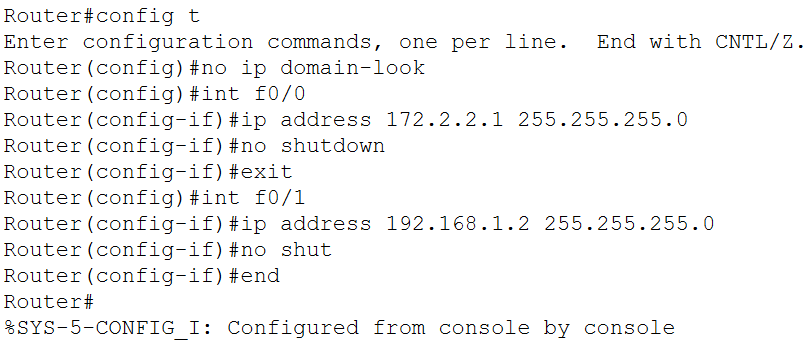 Router#config t
Enter configuration commands, one per line.  End with CNTL/Z.
Router(config)#no ip domain-look
Router(config)#int f0/0
Router(config-if)#ip address 172.2.2.1 255.255.255.0
Router(config-if)#no shutdown
Router(config-if)#exit
Router(config)#int f0/1
Router(config-if)#ip address 192.168.1.2 255.255.255.0
Router(config-if)#no shut
Router(config-if)#end
Router#
%SYS-5-CONFIG_I: Configured from console by console